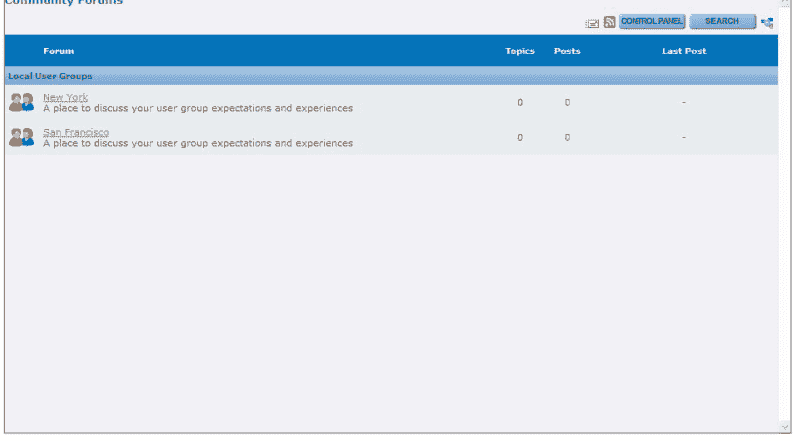 Community Forums
CONTROL PANEL SEARCH
Forum Topics Posts Last Post
Local User Groups
New York
A place to discuss your user group expectations and experiences
0 0 -
San Francisco
A place to discuss your user group expectations and experiences
0 0 -